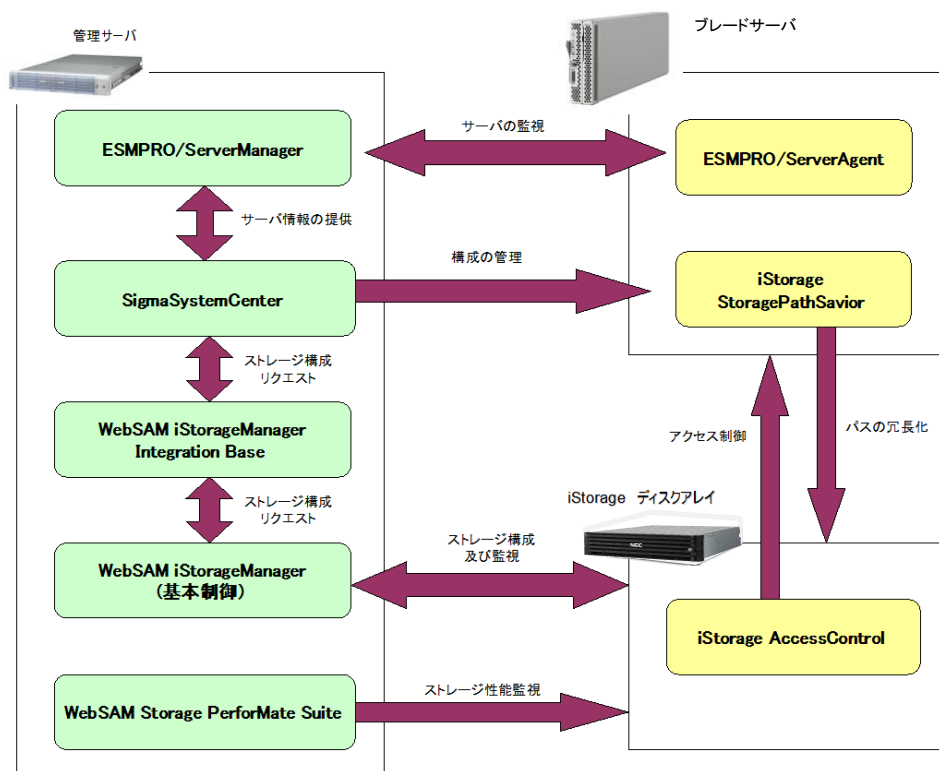 管理サーバ
ブレードサーバ
ESMPRO/ServerManager
サーバの監視
ESMPRO/ServerAgent
サーバ情報の提供
構成の管理
SigmaSystemCenter
iStorage
StoragePathSavior
ストレージ構成
リクエスト
WebSAM iStorageManager
Integration Base
アクセス制御
パスの冗長化
ストレージ構成
リクエスト
iStorage ディスクアレイ
NEC
WebSAM iStorageManager
(基本制御)
ストレージ構成
及び監視
iStorage AccessControl
WebSAM Storage PerforMate Suite
ストレージ性能監視